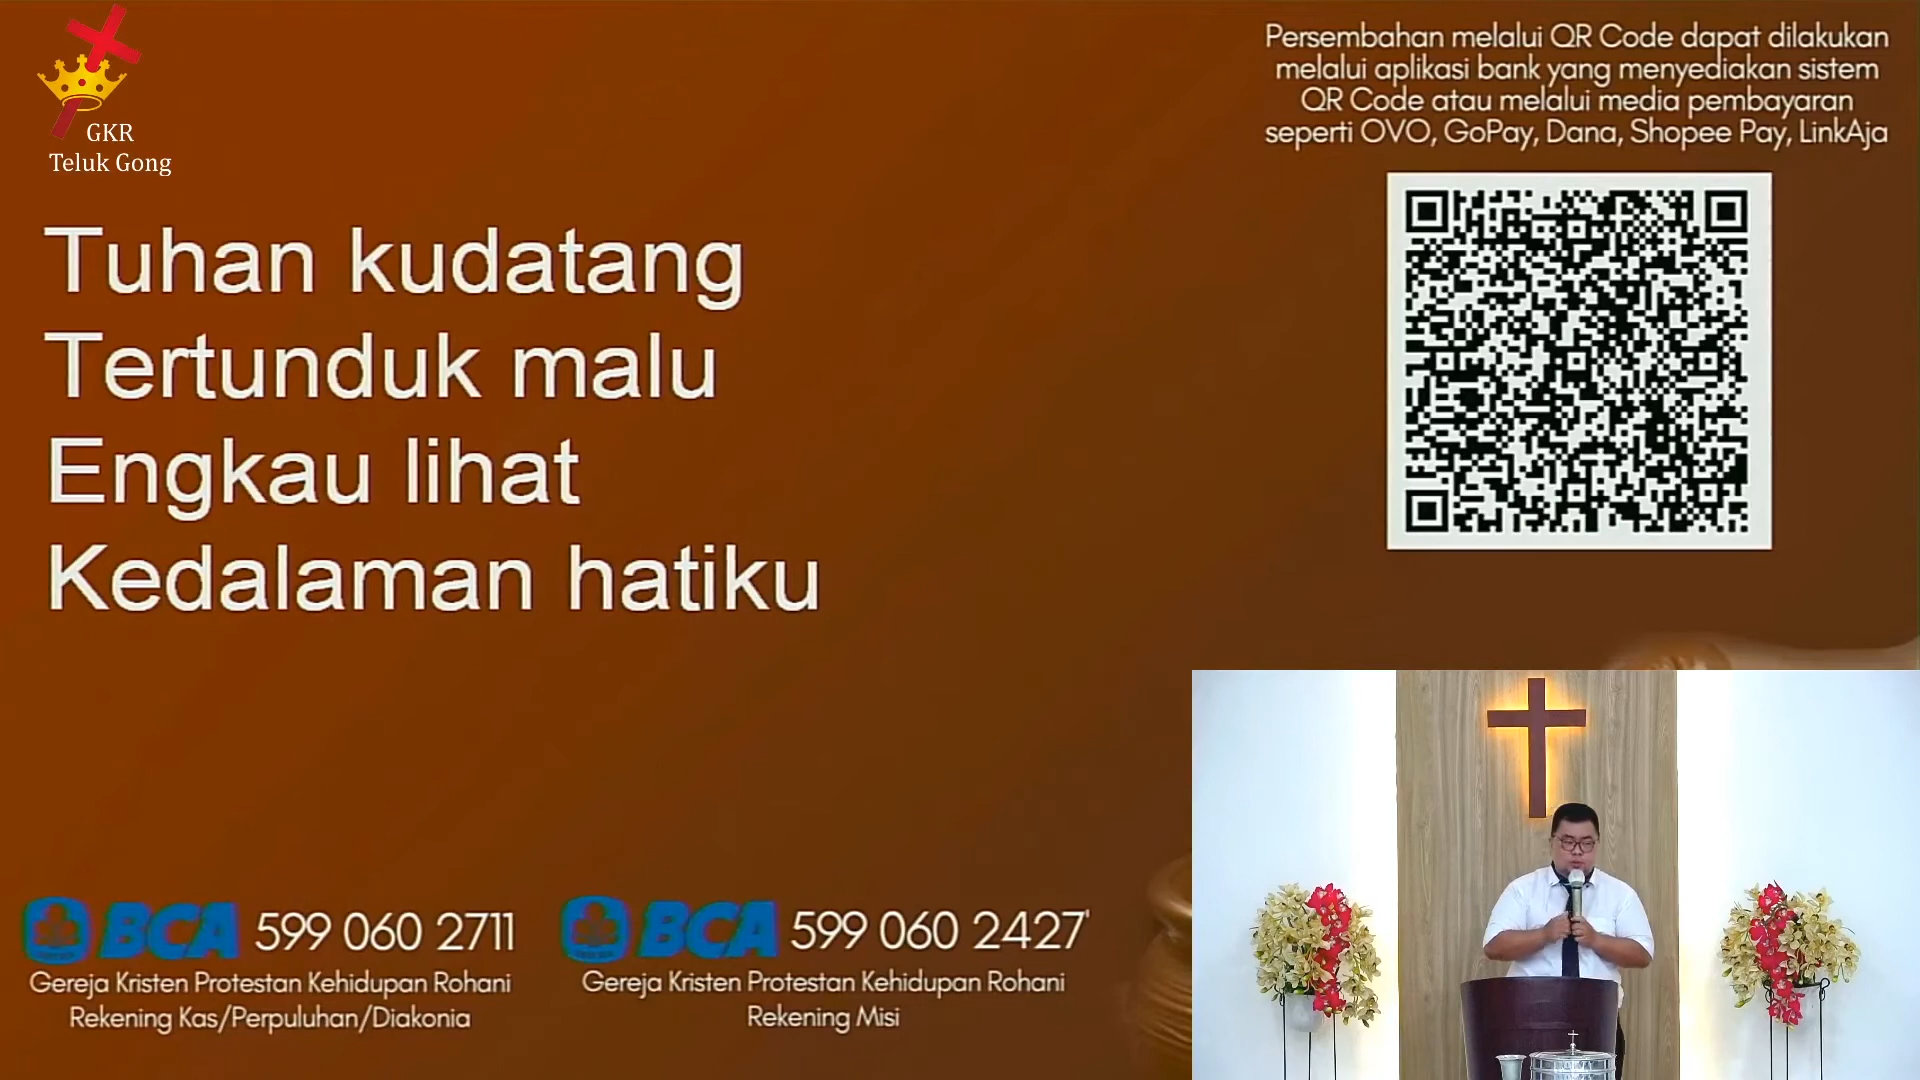 GKR
Teluk Gong
Persembahan melalui QR Code dapat dilakukan
melalui aplikasi bank yang menyediakan sistem
QR Code atau melalui media pembayaran
seperti OVO, GoPay, Dana, Shopee Pay, LinkAja
Tuhan kudatang
Tertunduk malu
Engkau lihat
Kedalaman hatiku
BCA 599 060 2711
Gereja Kristen Protestan Kehidupan Rohani
Rekening Kas/Perpuluhan/Diakonia
BCA 599 060 2427'
Gereja Kristen Protestan Kehidupan Rohani
Rekening Misi